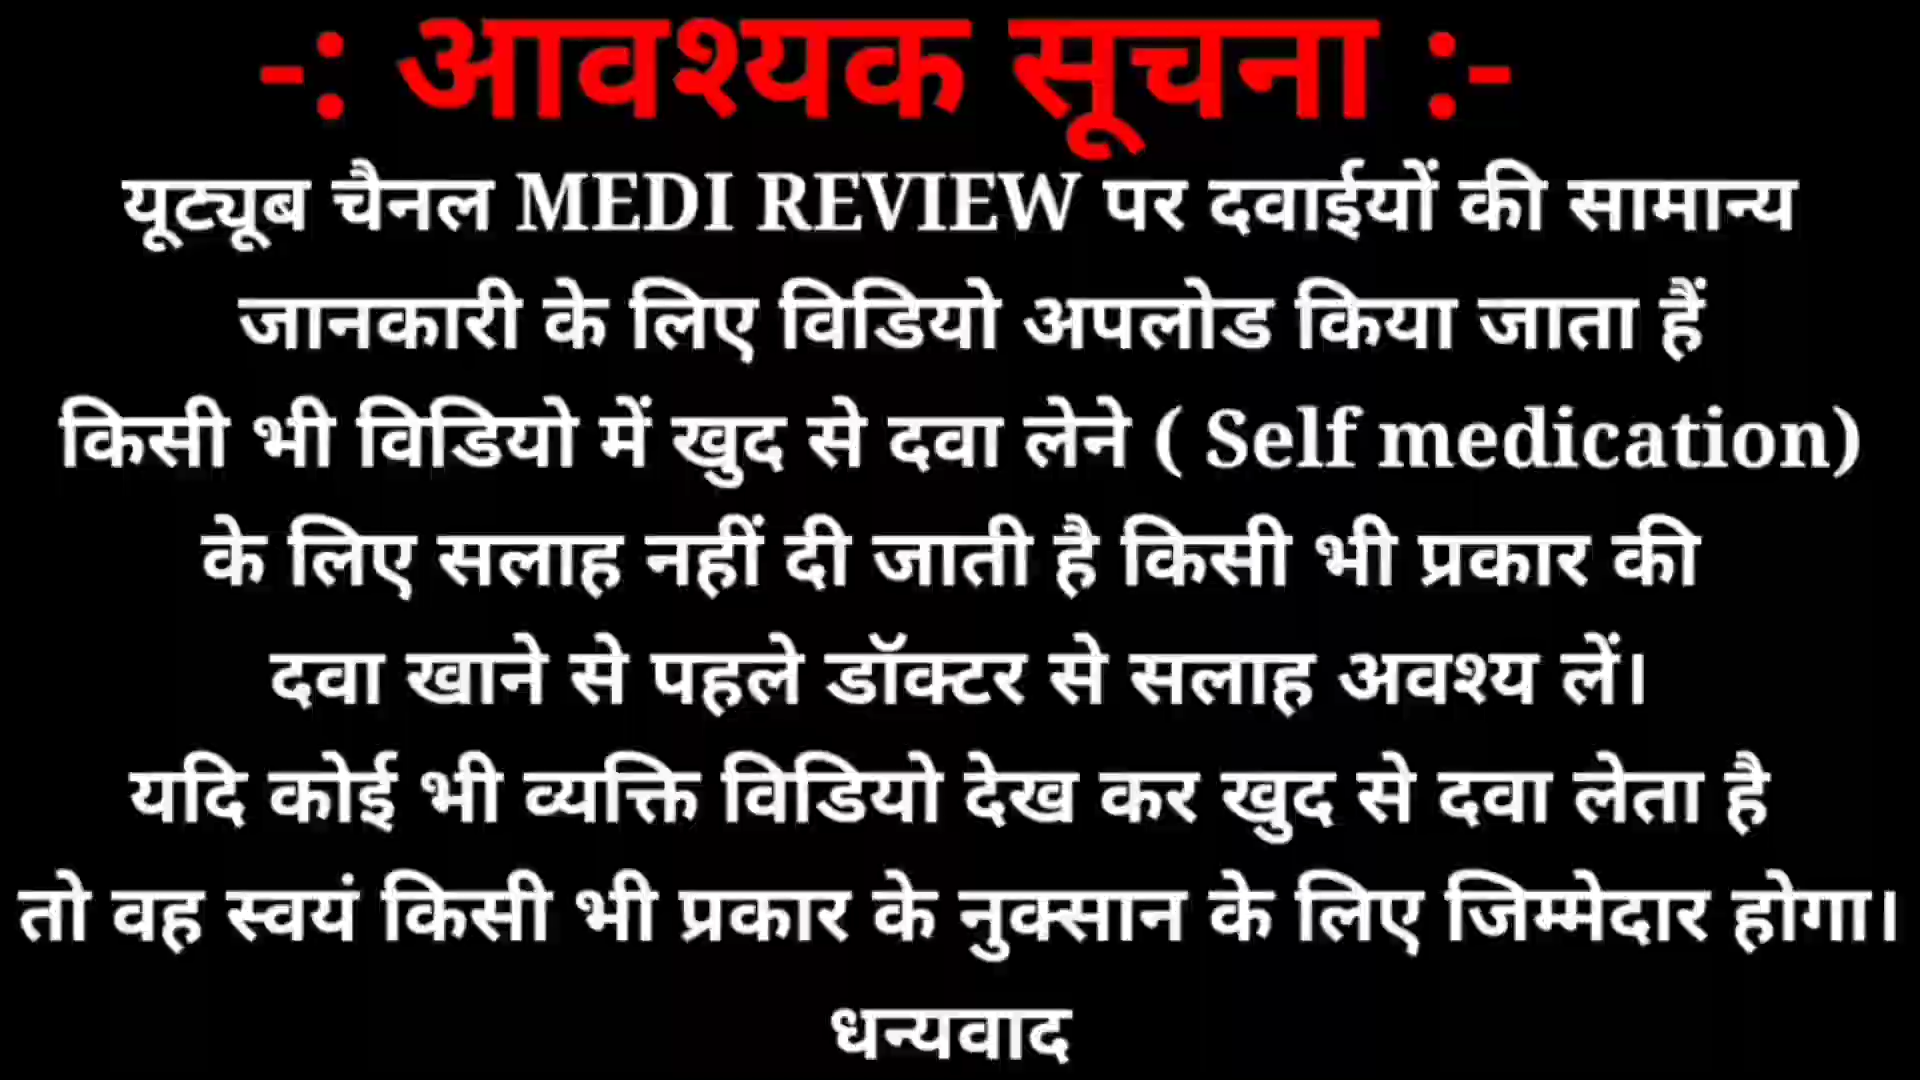 -: आवश्यक सूचना :-
यूट्यूब चैनल MEDI REVIEW पर दवाईयों की सामान्य
जानकारी के लिए विडियो अपलोड किया जाता हैं
किसी भी विडियो में खुद से दवा लेने ( Self medication)
के लिए सलाह नहीं दी जाती है किसी भी प्रकार की
दवा खाने से पहले डॉक्टर से सलाह अवश्य लें।
यदि कोई भी व्यक्ति विडियो देख कर खुद से दवा लेता है
तो वह स्वयं किसी भी प्रकार के नुक्सान के लिए जिम्मेदार होगा।
धन्यवाद